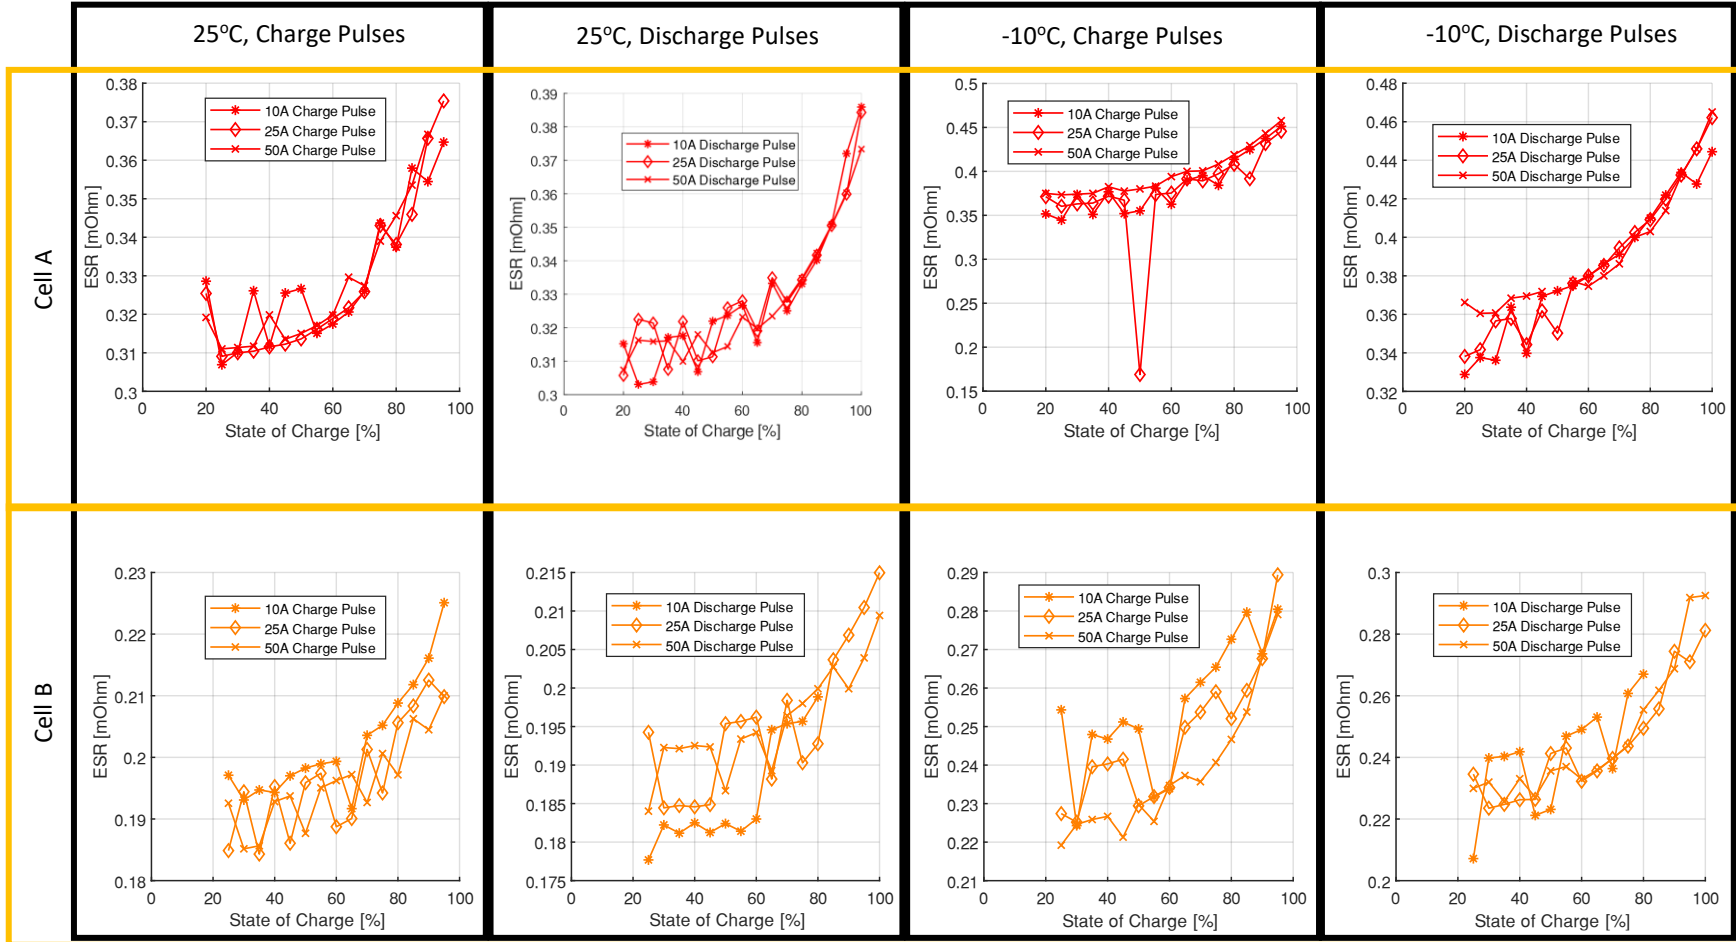 25°C, Charge Pulses
25°C, Discharge Pulses
-10°C, Charge Pulses
-10°C, Discharge Pulses
Cell A
0.38
0.37
0.36
0.35
0.34
0.33
0.32
0.31
0.3
ESR [mOhm]
10A Charge Pulse
25A Charge Pulse
50A Charge Pulse
0 20 40 60 80 100
State of Charge [%]
0.39
0.38
0.37
0.36
0.35
0.34
0.33
0.32
0.31
0.3
ESR [mOhm]
10A Discharge Pulse
25A Discharge Pulse
50A Discharge Pulse
0 20 40 60 80 100
State of Charge [%]
0.5
0.45
0.4
0.35
0.3
0.25
0.2
0.15
ESR [mOhm]
10A Charge Pulse
25A Charge Pulse
50A Charge Pulse
0 20 40 60 80 100
State of Charge [%]
0.48
0.46
0.44
0.42
0.4
0.38
0.36
0.34
0.32
ESR [mOhm]
10A Discharge Pulse
25A Discharge Pulse
50A Discharge Pulse
0 20 40 60 80 100
State of Charge [%]
Cell B
0.23
0.22
0.21
0.2
0.19
0.18
ESR [mOhm]
10A Charge Pulse
25A Charge Pulse
50A Charge Pulse
0 20 40 60 80 100
State of Charge [%]
0.215
0.21
0.205
0.2
0.195
0.19
0.185
0.18
0.175
ESR [mOhm]
10A Discharge Pulse
25A Discharge Pulse
50A Discharge Pulse
0 20 40 60 80 100
State of Charge [%]
0.29
0.28
0.27
0.26
0.25
0.24
0.23
0.22
0.21
ESR [mOhm]
10A Charge Pulse
25A Charge Pulse
50A Charge Pulse
0 20 40 60 80 100
State of Charge [%]
0.3
0.28
0.26
0.24
0.22
0.2
ESR [mOhm]
10A Discharge Pulse
25A Discharge Pulse
50A Discharge Pulse
0 20 40 60 80 100
State of Charge [%]